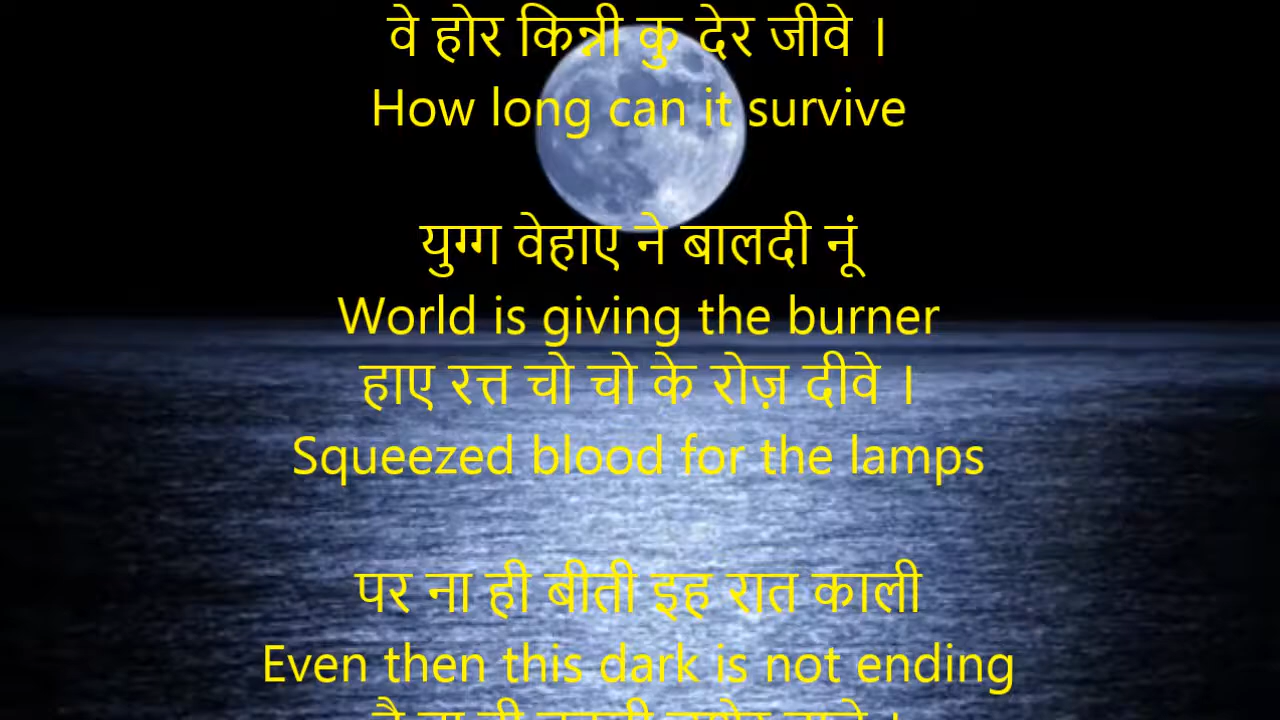 वे होर किन्नी कु देर जीवे ।
How long can it survive
युग्ग वेहाए ने बालदी नूं
World is giving the burner
हाए रत्त चो चो के रोज़ दीवे ।
Squeezed blood for the lamps
पर ना ही बीती इह रात काली
Even then this dark is not ending